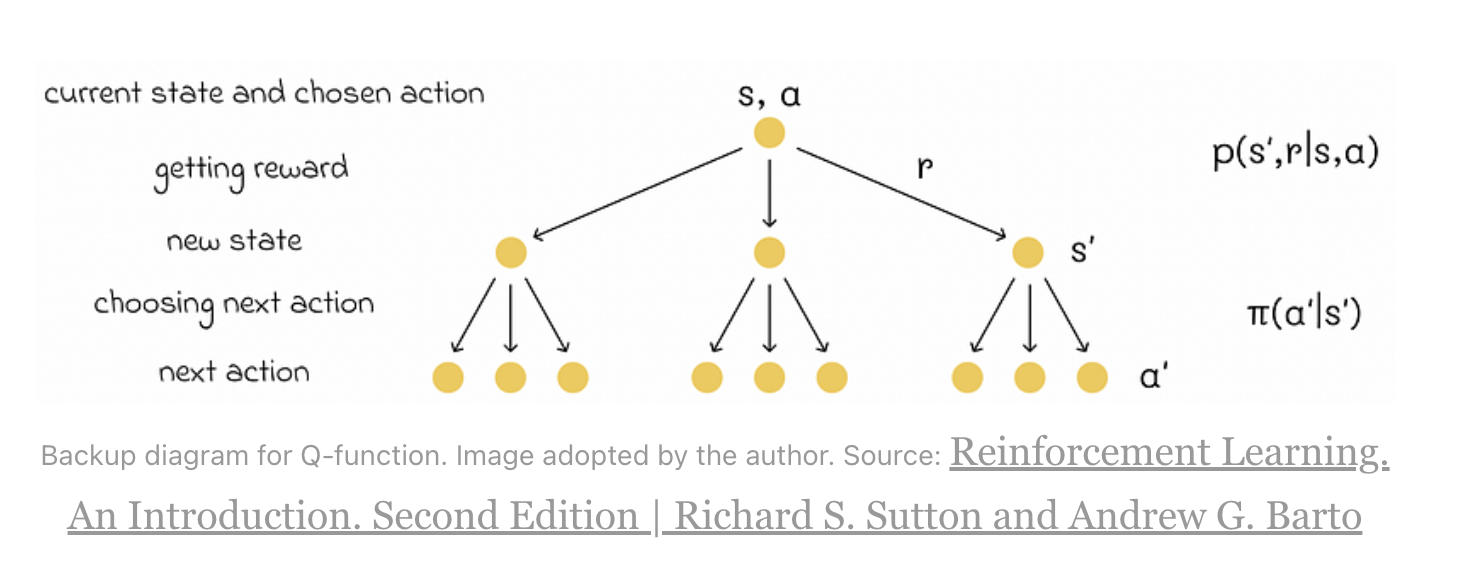 current state and chosen action
s, a
getting reward
r
p(s',r|s,a)
new state
s'
choosing next action
π(a'|s')
next action
a'
Backup diagram for Q-function. Image adopted by the author. Source: Reinforcement Learning.
An Introduction. Second Edition | Richard S. Sutton and Andrew G. Barto